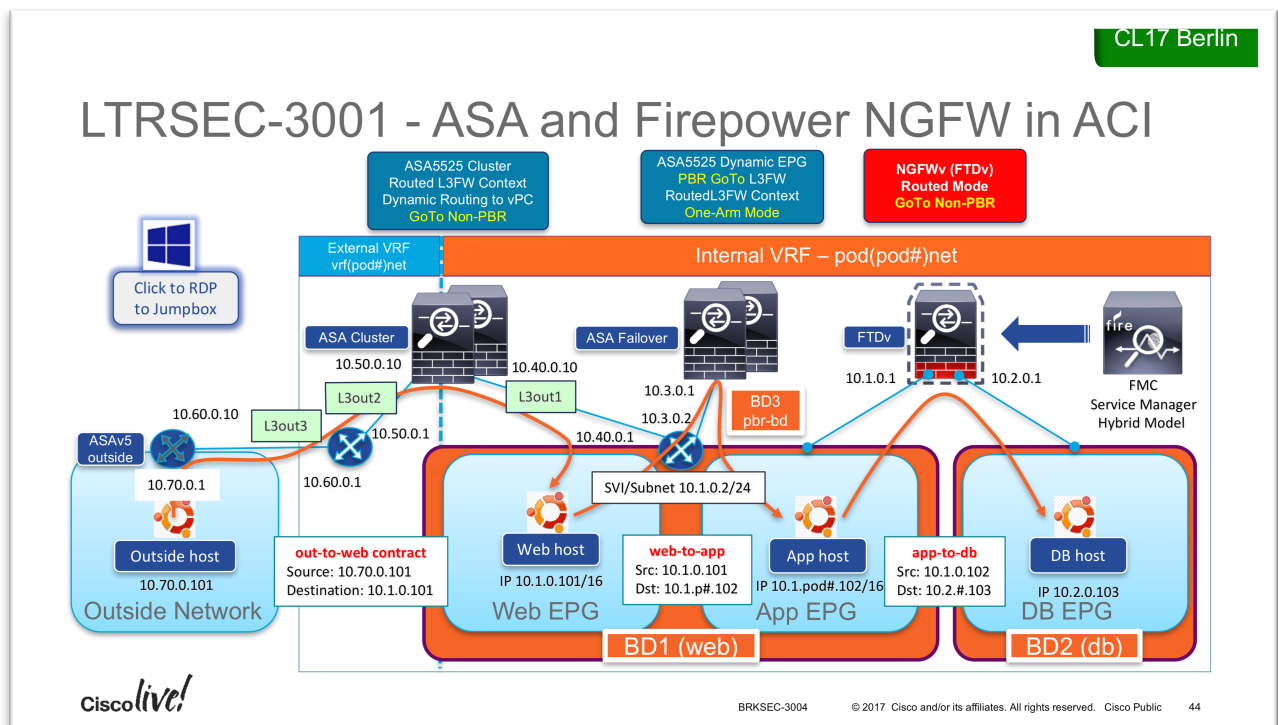 CL17 Berlin
LTRSEC-3001 - ASA and Firepower NGFW in ACI
ASA5525 Cluster
Routed L3FW Context
Dynamic Routing to vPC
GoTo Non-PBR
ASA5525 Dynamic EPG
PBR GoTo L3FW
RoutedL3FW Context
One-Arm Mode
NGFWv (FTDv)
Routed Mode
GoTo Non-PBR
Click to RDP
to Jumpbox
External VRF
vrf(pod#)net
Internal VRF – pod(pod#)net
ASA Cluster
ASA Failover
FTDv
fire
FMC
Service Manager
Hybrid Model
10.50.0.10
10.40.0.10
10.3.0.1
10.1.0.1
10.2.0.1
L3out2
L3out1
L3out3
BD3
pbr-bd
10.60.0.10
10.3.0.2
10.50.0.1
10.40.0.1
ASAv5
outside
10.70.0.1
10.60.0.1
SVI/Subnet 10.1.0.2/24
Outside host
10.70.0.101
Outside Network
out-to-web contract
Source: 10.70.0.101
Destination: 10.1.0.101
Web host
IP 10.1.0.101/16
Web EPG
web-to-app
Src: 10.1.0.101
Dst: 10.1.p#.102
App host
IP 10.1.pod#.102/16
App EPG
app-to-db
Src: 10.1.0.102
Dst: 10.2.#.103
DB host
IP 10.2.0.103
DB EPG
BD1 (web)
BD2 (db)
Cisco live!
BRKSEC-3004 © 2017 Cisco and/or its affiliates. All rights reserved. Cisco Public 44